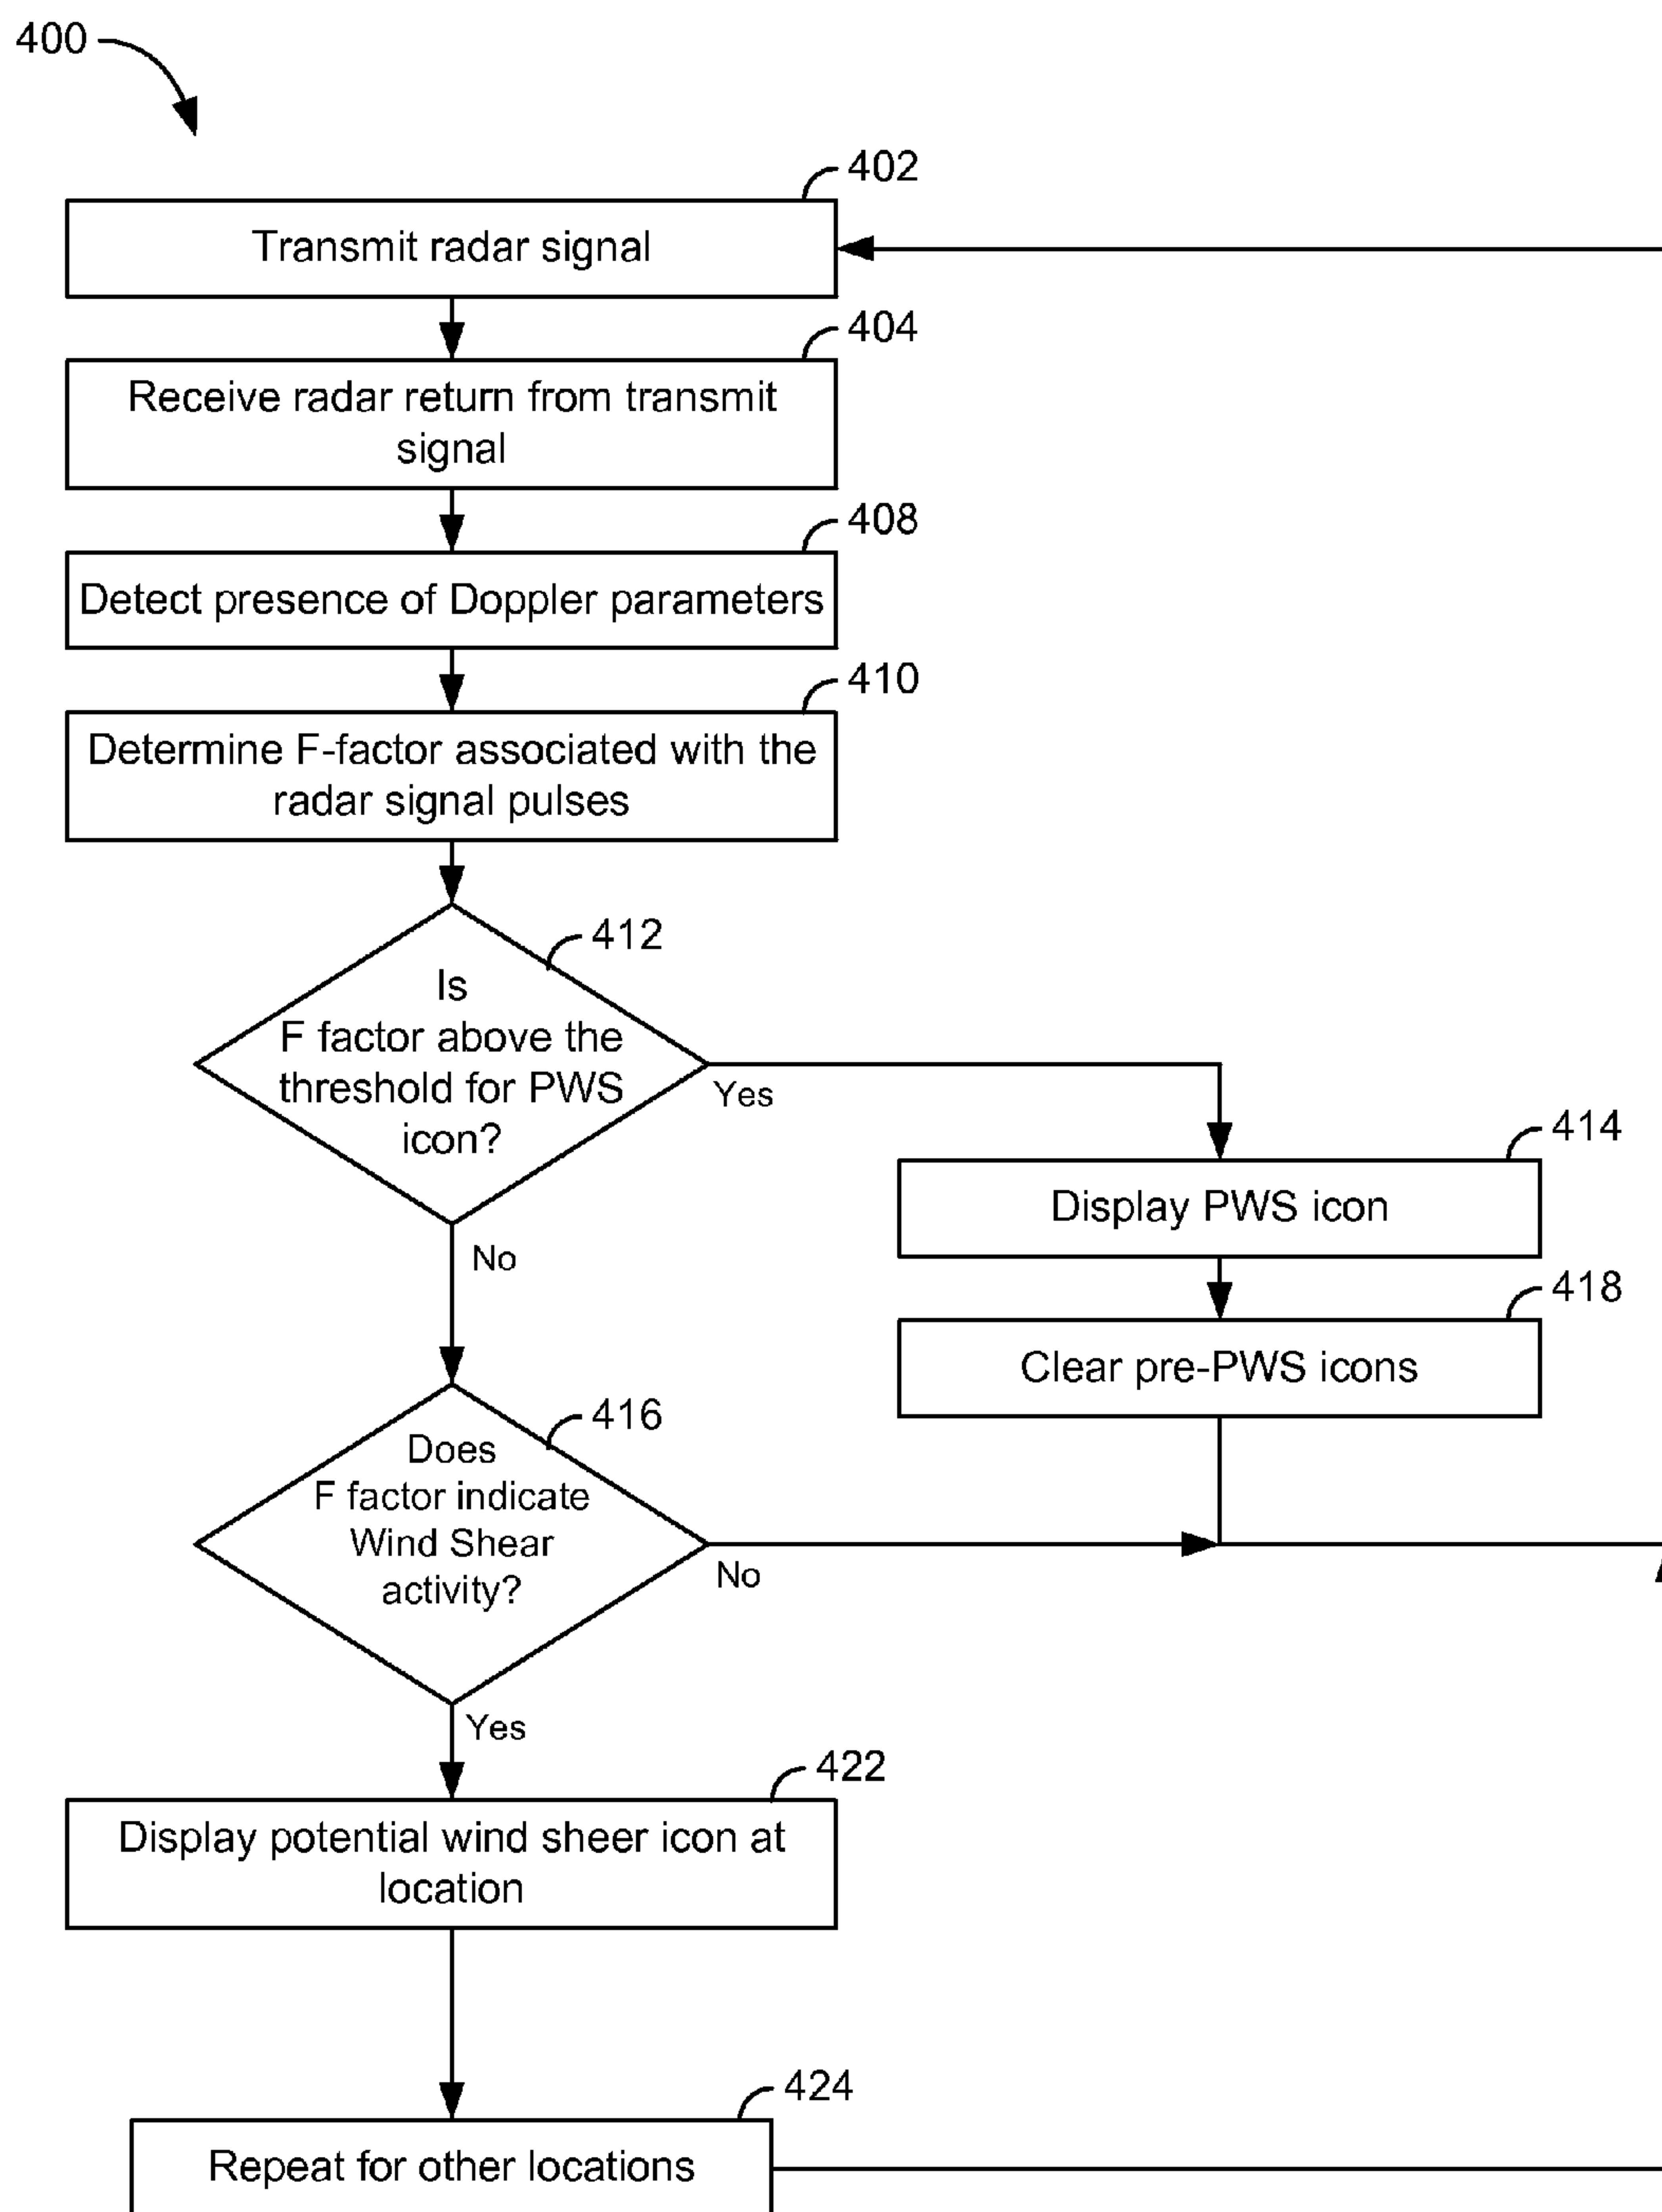 400
402
Transmit radar signal
404
Receive radar return from transmit
signal
408
Detect presence of Doppler parameters
410
Determine F-factor associated with the
radar signal pulses
412
Is
F factor above the
threshold for PWS
icon?
Yes
No
414
Display PWS icon
418
Clear pre-PWS icons
416
Does
F factor indicate
Wind Shear
activity?
No
Yes
422
Display potential wind sheer icon at
location
424
Repeat for other locations